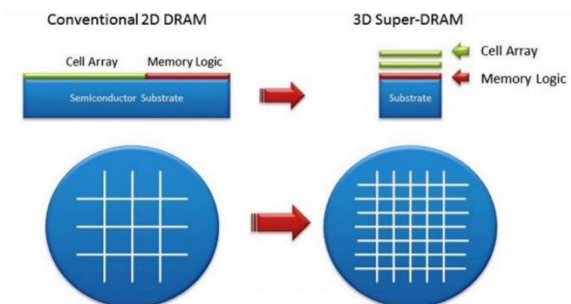 Conventional 2D DRAM
3D Super-DRAM
Cell Array
Memory Logic
Semiconductor Substrate
Cell Array
Memory Logic
Substrate